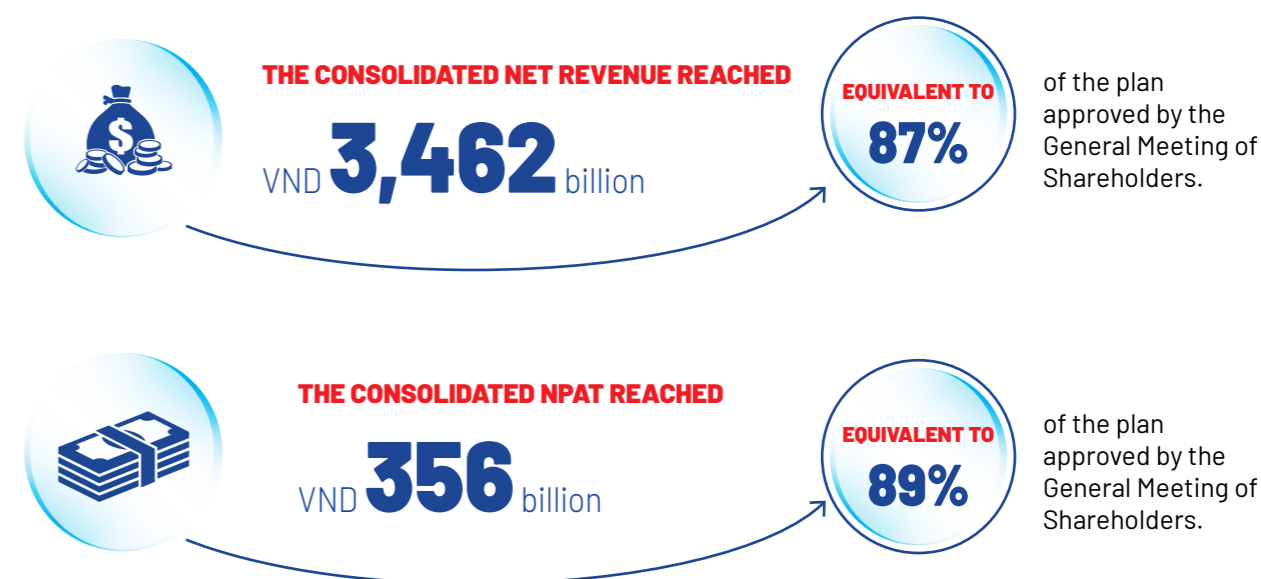 THE CONSOLIDATED NET REVENUE REACHED
VND 3,462 billion
EQUIVALENT TO
87%
of the plan
approved by the
General Meeting of
Shareholders.
THE CONSOLIDATED NPAT REACHED
VND 356 billion
EQUIVALENT TO
89%
of the plan
approved by the
General Meeting of
Shareholders.